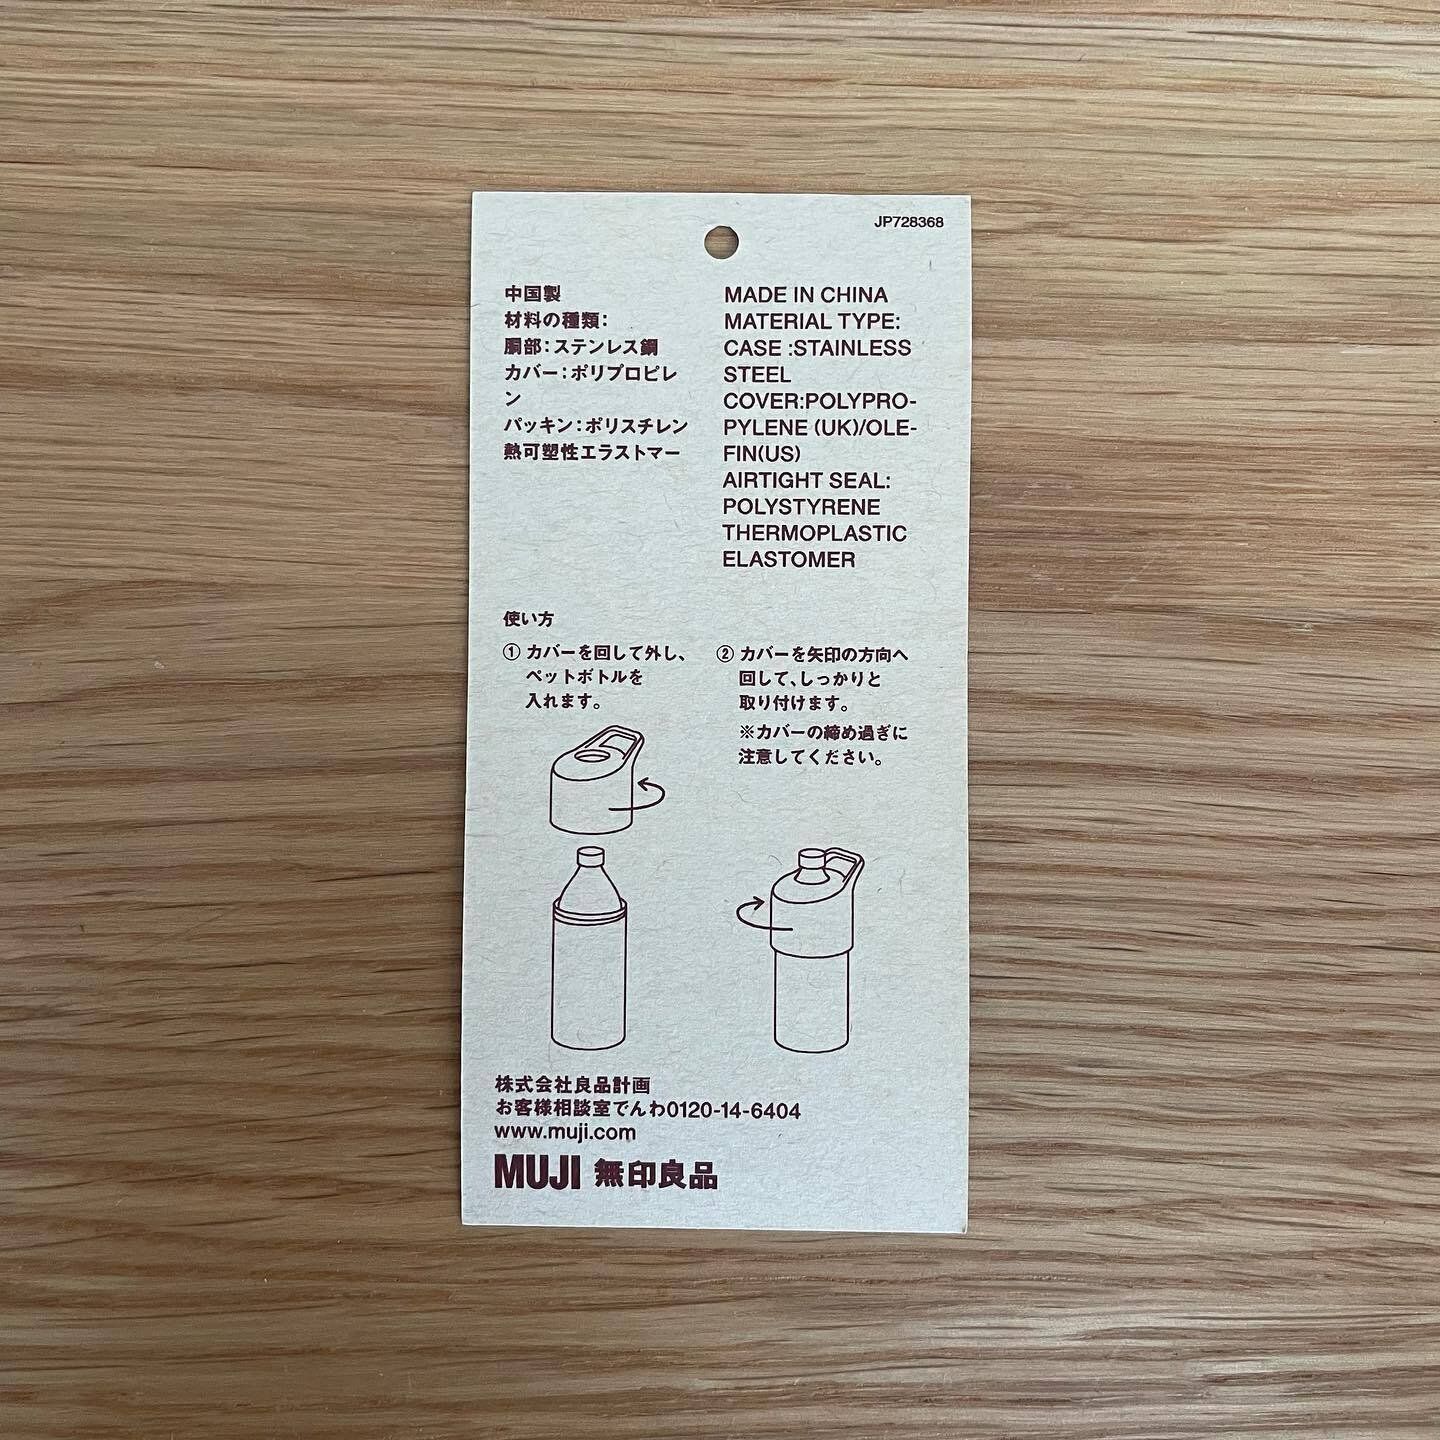 JP728368
中国製
材料の種類：
胴部：ステンレス鋼
カバー：ポリプロピレ
ン
パッキン：ポリスチレン
熱可塑性エラストマー
MADE IN CHINA
MATERIAL TYPE:
CASE :STAINLESS
STEEL
COVER:POLYPRO-
PYLENE (UK)/OLE-
FIN(US)
AIRTIGHT SEAL:
POLYSTYRENE
THERMOPLASTIC
ELASTOMER
使い方
① カバーを回して外し、
ペットボトルを
入れます。
② カバーを矢印の方向へ
回して、しっかりと
取り付けます。
※カバーの締め過ぎに
注意してください。
株式会社良品計画
お客様相談室でんわ0120-14-6404
www.muji.com
MUJI 無印良品